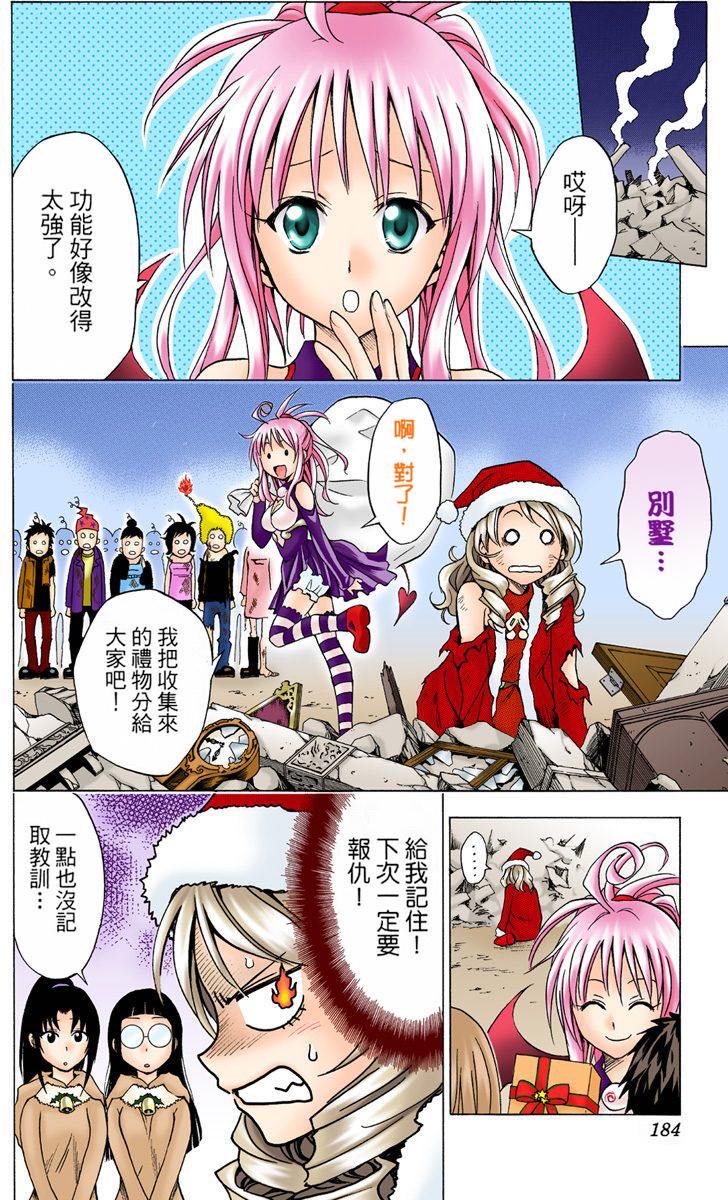 哎呀──
功能好像改得
太強了。
別墅…
啊，對了！
我把收集來
的禮物分給
大家吧！
……
給我記住！
下次一定要
報仇！
一點也沒記
取教訓…
184